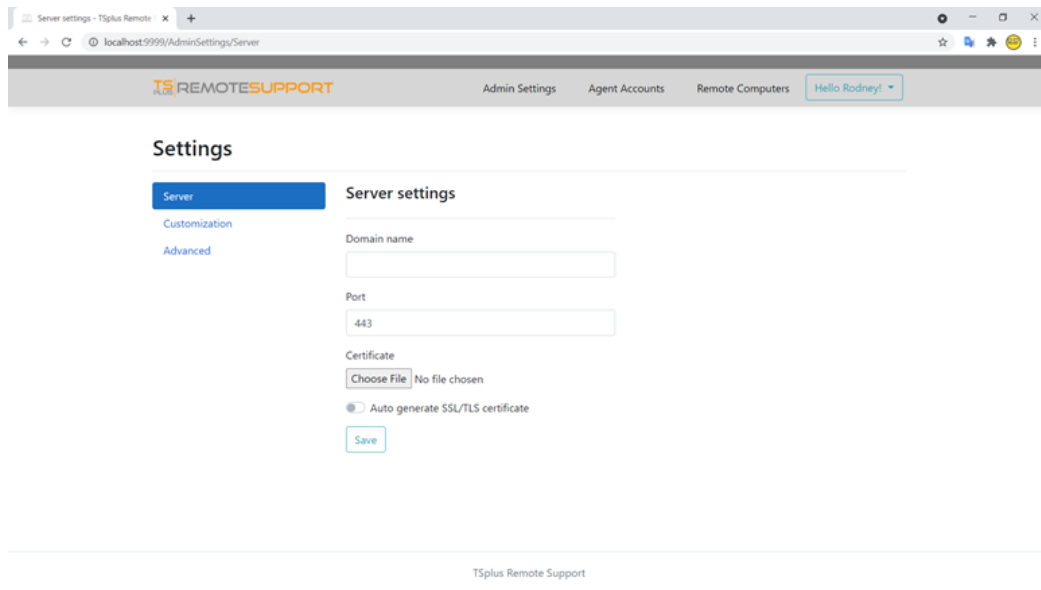 Server settings - TSplus Remote
localhost:9999/AdminSettings/Server
TS PLUS REMOTESUPPORT
Admin Settings
Agent Accounts
Remote Computers
Hello Rodney!
Settings
Server
Customization
Advanced
Server settings
Domain name
Port
443
Certificate
Choose File No file chosen
Auto generate SSL/TLS certificate
Save
TSplus Remote Support